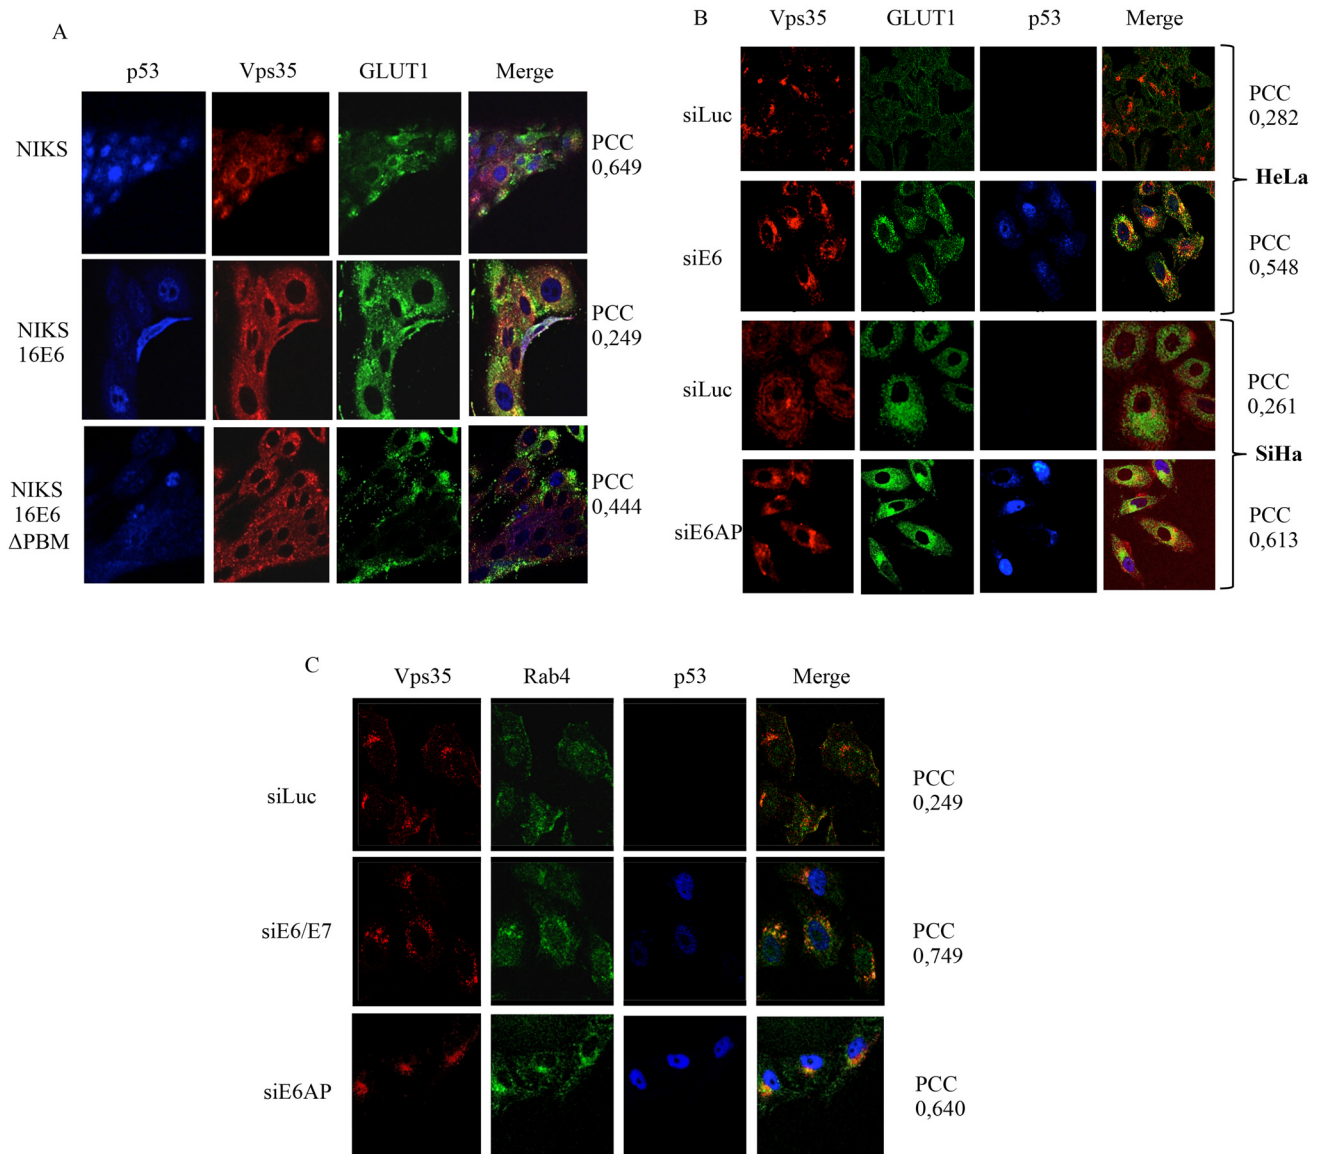 A
p53 Vps35 GLUT1 Merge
NIKS
PCC
0,649
NIKS
16E6
PCC
0,249
NIKS
16E6
ΔPBM
PCC
0,444
B
Vps35 GLUT1 p53 Merge
siLuc
PCC
0,282
siE6
PCC
0,548
HeLa
siLuc
PCC
0,261
siE6AP
PCC
0,613
SiHa
C
Vps35 Rab4 p53 Merge
siLuc
PCC
0,249
siE6/E7
PCC
0,749
siE6AP
PCC
0,640